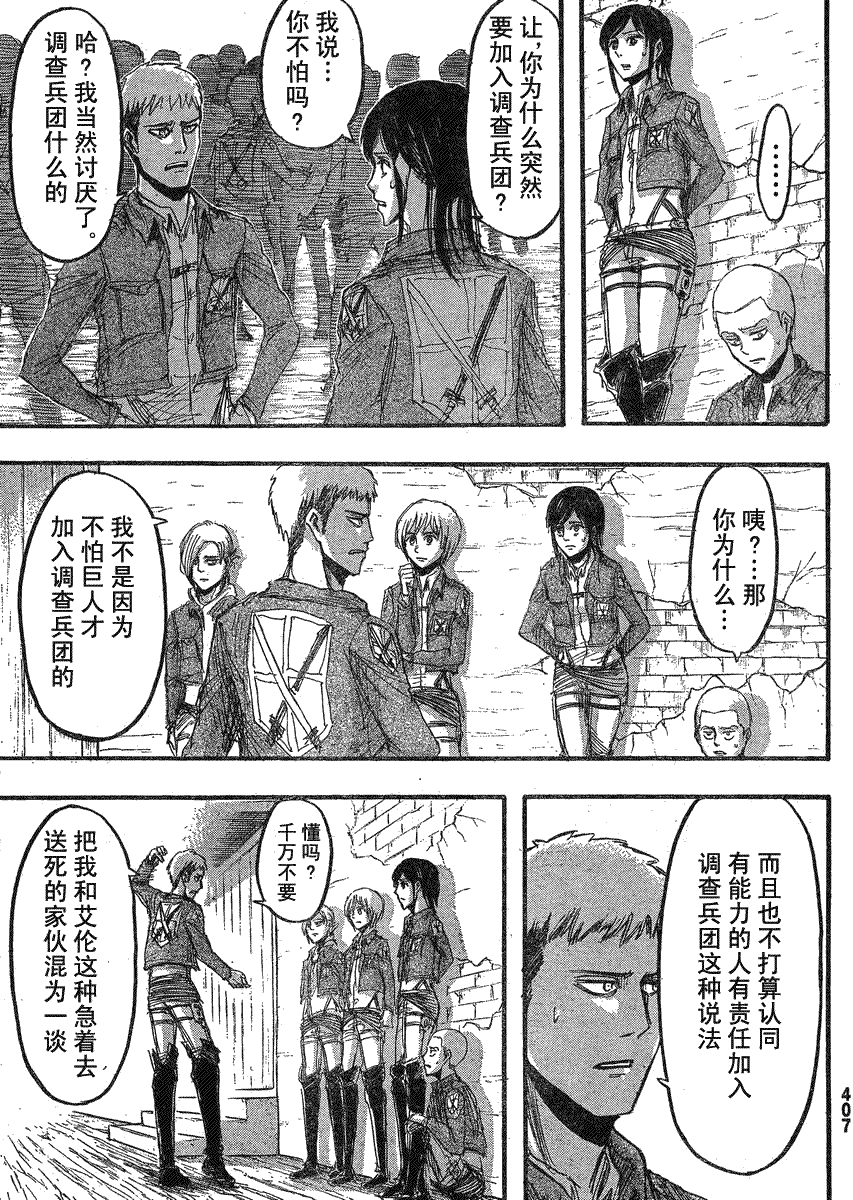 ……
让,你为什么突然
要加入调查兵团?
我说…
你不怕吗?
哈?我当然讨厌了。
调查兵团什么的
咦?…那
你为什么…
我不是因为
不怕巨人才
加入调查兵团的
而且也不打算认同
有能力的人有责任加入
调查兵团这种说法
懂吗?
千万不要
把我和艾伦这种急着去
送死的家伙混为一谈
407